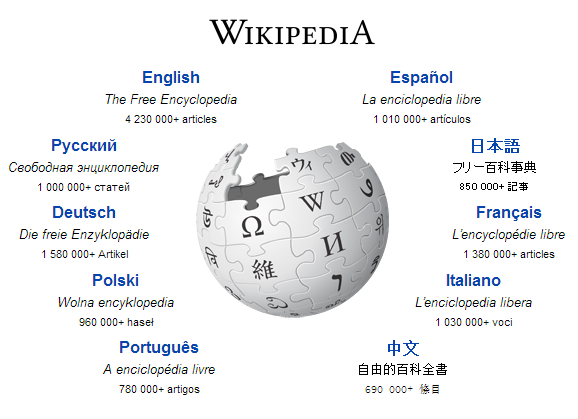 WIKIPEDIA
English
The Free Encyclopedia
4 230 000+ articles
Español
La enciclopedia libre
1 010 000+ artículos
Русский
Свободная энциклопедия
1 000 000+ статей
日本語
フリー百科事典
850 000+ 記事
Deutsch
Die freie Enzyklopädie
1 580 000+ Artikel
Français
L'encyclopédie libre
1 380 000+ articles
Polski
Wolna encyklopedia
960 000+ haseł
Italiano
L'enciclopedia libera
1 030 000+ voci
Português
A enciclopédia livre
780 000+ artigos
中文
自由的百科全書
690 000+ 條目
Ω
W
И
維